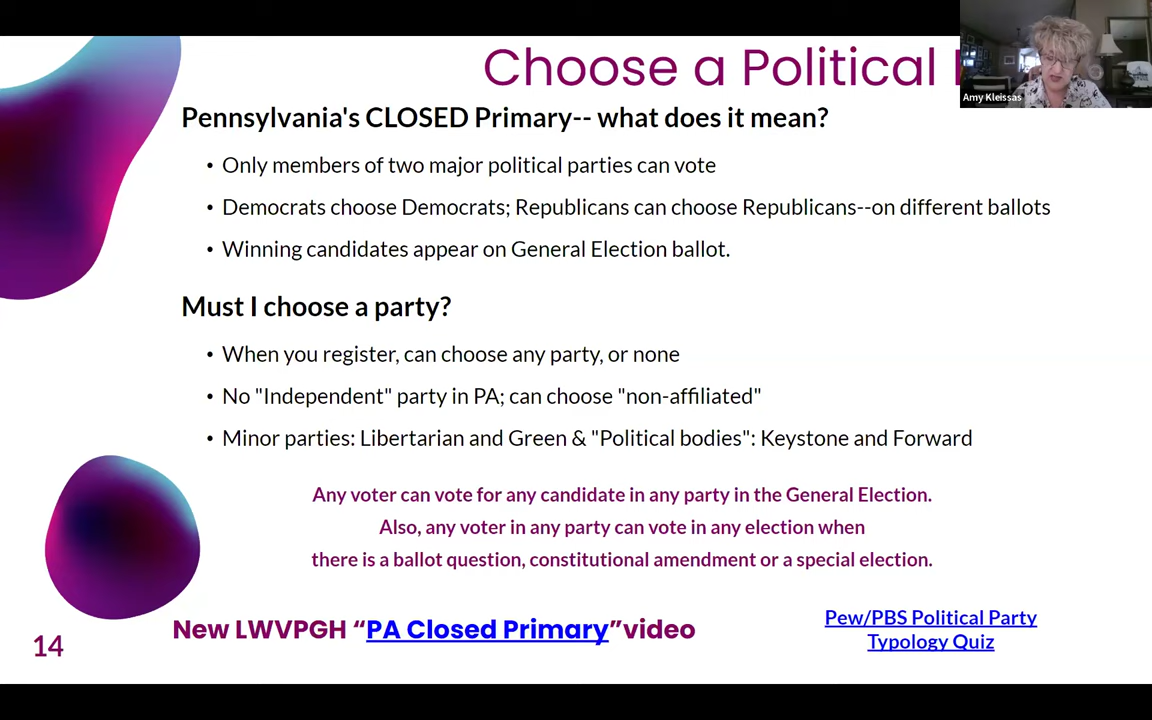 Choose a Political
Amy Kleissas
Pennsylvania's CLOSED Primary-- what does it mean?
• Only members of two major political parties can vote
• Democrats choose Democrats; Republicans can choose Republicans--on different ballots
• Winning candidates appear on General Election ballot.
Must I choose a party?
• When you register, can choose any party, or none
• No "Independent" party in PA; can choose "non-affiliated"
• Minor parties: Libertarian and Green & "Political bodies": Keystone and Forward
Any voter can vote for any candidate in any party in the General Election.
Also, any voter in any party can vote in any election when
there is a ballot question, constitutional amendment or a special election.
New LWVPGH “PA Closed Primary”video
Pew/PBS Political Party
Typology Quiz
14